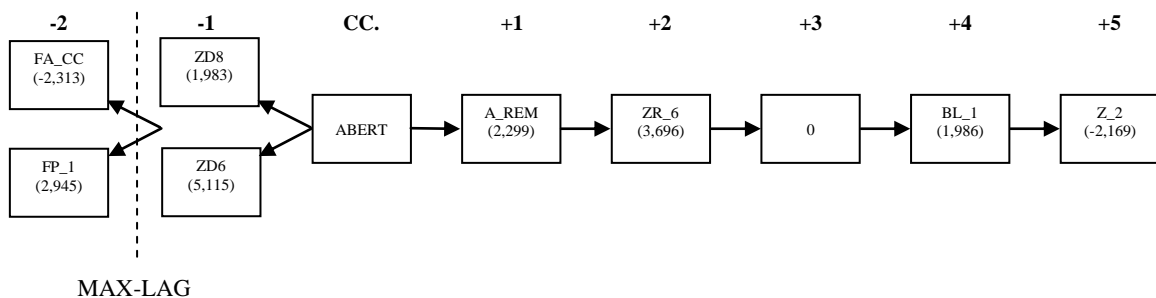 -2 -1 CC. +1 +2 +3 +4 +5
FA_CC
(-2,313)
ZD8
(1,983)
FP_1
(2,945)
ZD6
(5,115)
ABERT
A_REM
(2,299)
ZR_6
(3,696)
0
BL_1
(1,986)
Z_2
(-2,169)
MAX-LAG